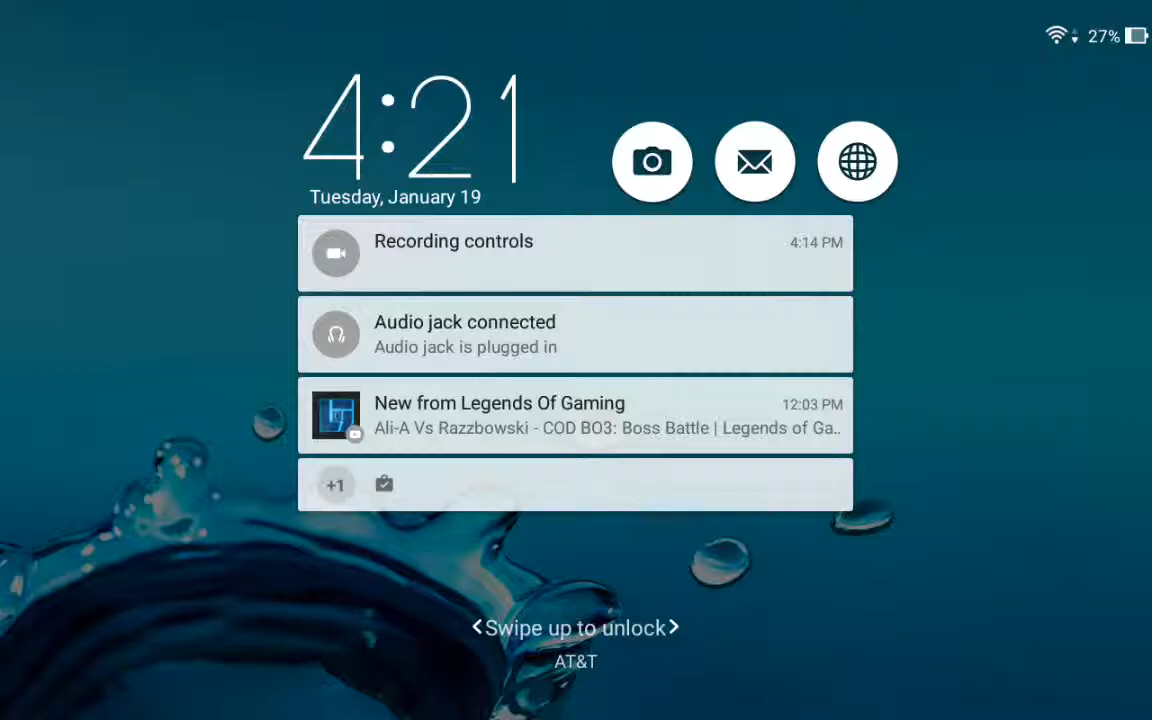 27%
4:21
Tuesday, January 19
Recording controls 4:14 PM
Audio jack connected
Audio jack is plugged in
New from Legends Of Gaming 12:03 PM
Ali-A Vs Razzbowski - COD BO3: Boss Battle | Legends of Ga..
+1
<Swipe up to unlock>
AT&T